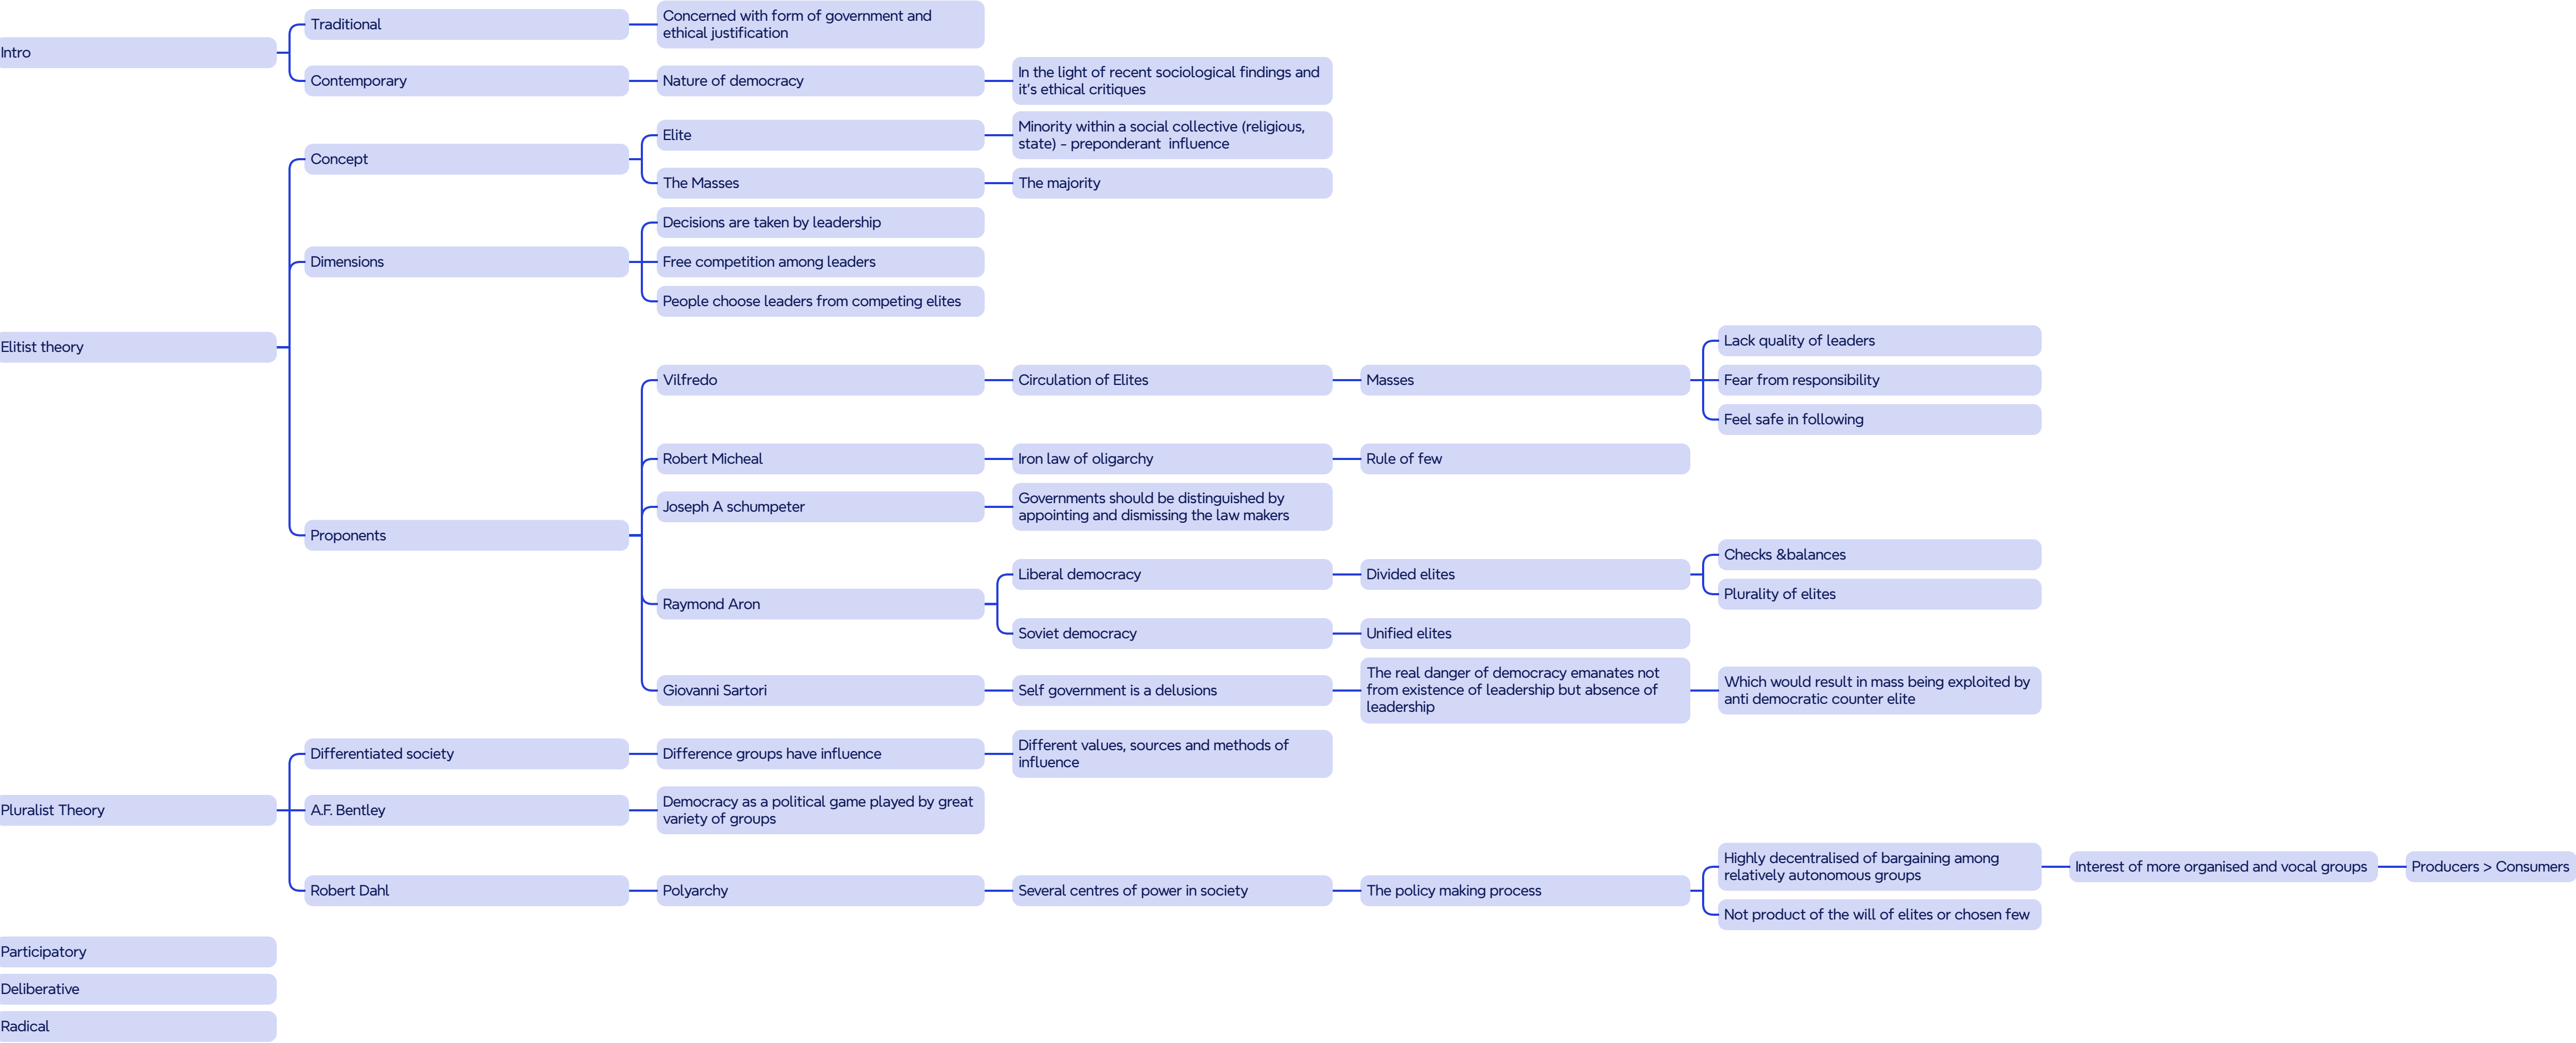 Intro
Traditional
Concerned with form of government and
ethical justification
Contemporary
Nature of democracy
In the light of recent sociological findings and
it's ethical critiques
Elitist theory
Concept
Elite
Minority within a social collective (religious,
state) - preponderant  influence
The Masses
The majority
Dimensions
Decisions are taken by leadership
Free competition among leaders
People choose leaders from competing elites
Proponents
Vilfredo
Circulation of Elites
Masses
Lack quality of leaders
Fear from responsibility
Feel safe in following
Robert Micheal
Iron law of oligarchy
Rule of few
Joseph A schumpeter
Governments should be distinguished by
appointing and dismissing the law makers
Raymond Aron
Liberal democracy
Divided elites
Checks &balances
Plurality of elites
Soviet democracy
Unified elites
Giovanni Sartori
Self government is a delusions
The real danger of democracy emanates not
from existence of leadership but absence of
leadership
Which would result in mass being exploited by
anti democratic counter elite
Pluralist Theory
Differentiated society
Difference groups have influence
Different values, sources and methods of
influence
A.F. Bentley
Democracy as a political game played by great
variety of groups
Robert Dahl
Polyarchy
Several centres of power in society
The policy making process
Highly decentralised of bargaining among
relatively autonomous groups
Interest of more organised and vocal groups
Producers > Consumers
Not product of the will of elites or chosen few
Participatory
Deliberative
Radical